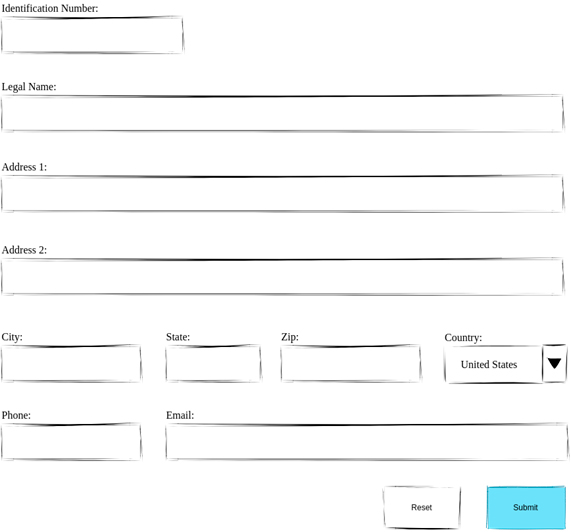 Identification Number:
Legal Name:
Address 1:
Address 2:
City: State: Zip: Country:
United States
Phone: Email:
Reset Submit